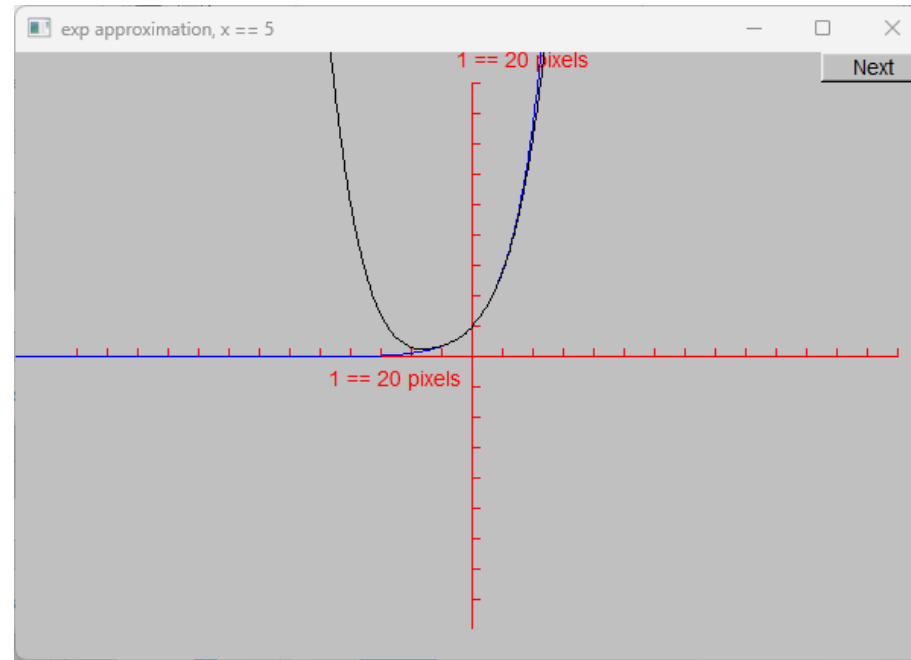 exp approximation, x == 5
1 == 20 pixels
Next
1 == 20 pixels